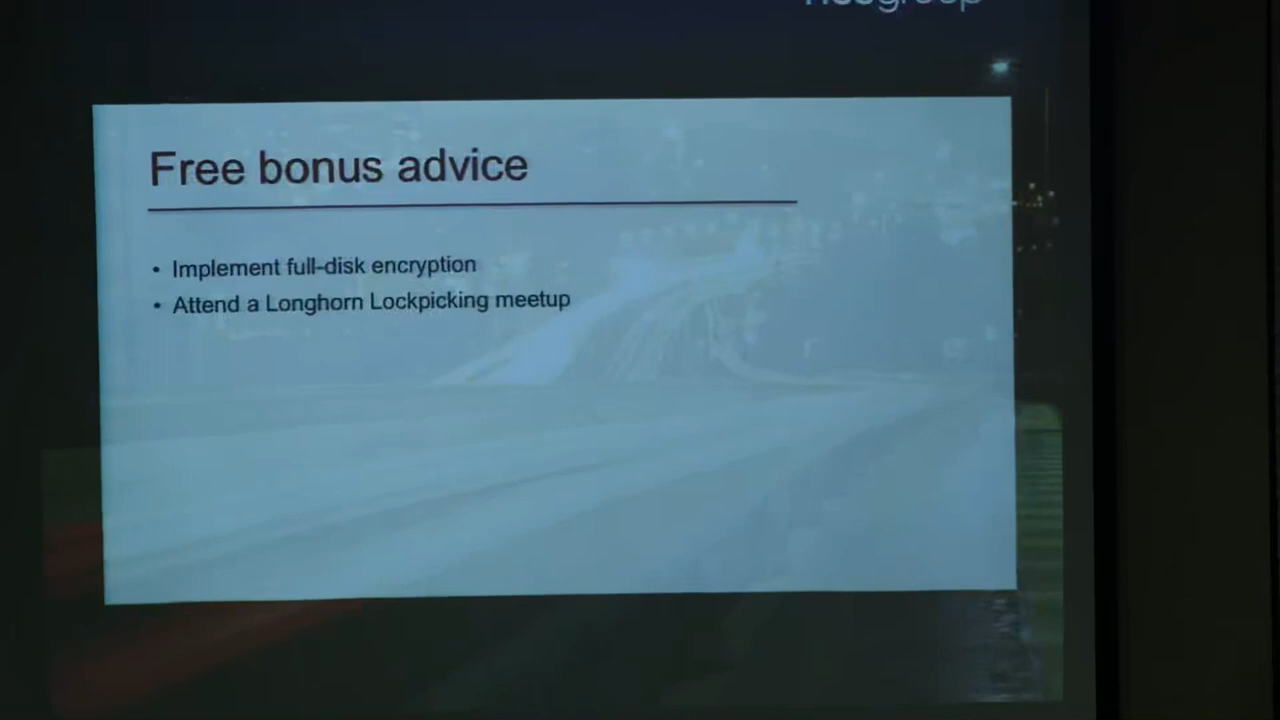 Free bonus advice
• Implement full-disk encryption
• Attend a Longhorn Lockpicking meetup